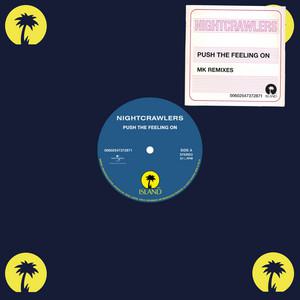 NIGHTCRAWLERS
PUSH THE FEELING ON
MK REMIXES
00602547372871
ISLAND
NIGHTCRAWLERS
PUSH THE FEELING ON
00602547372871
SIDE A
STEREO
ISLAND